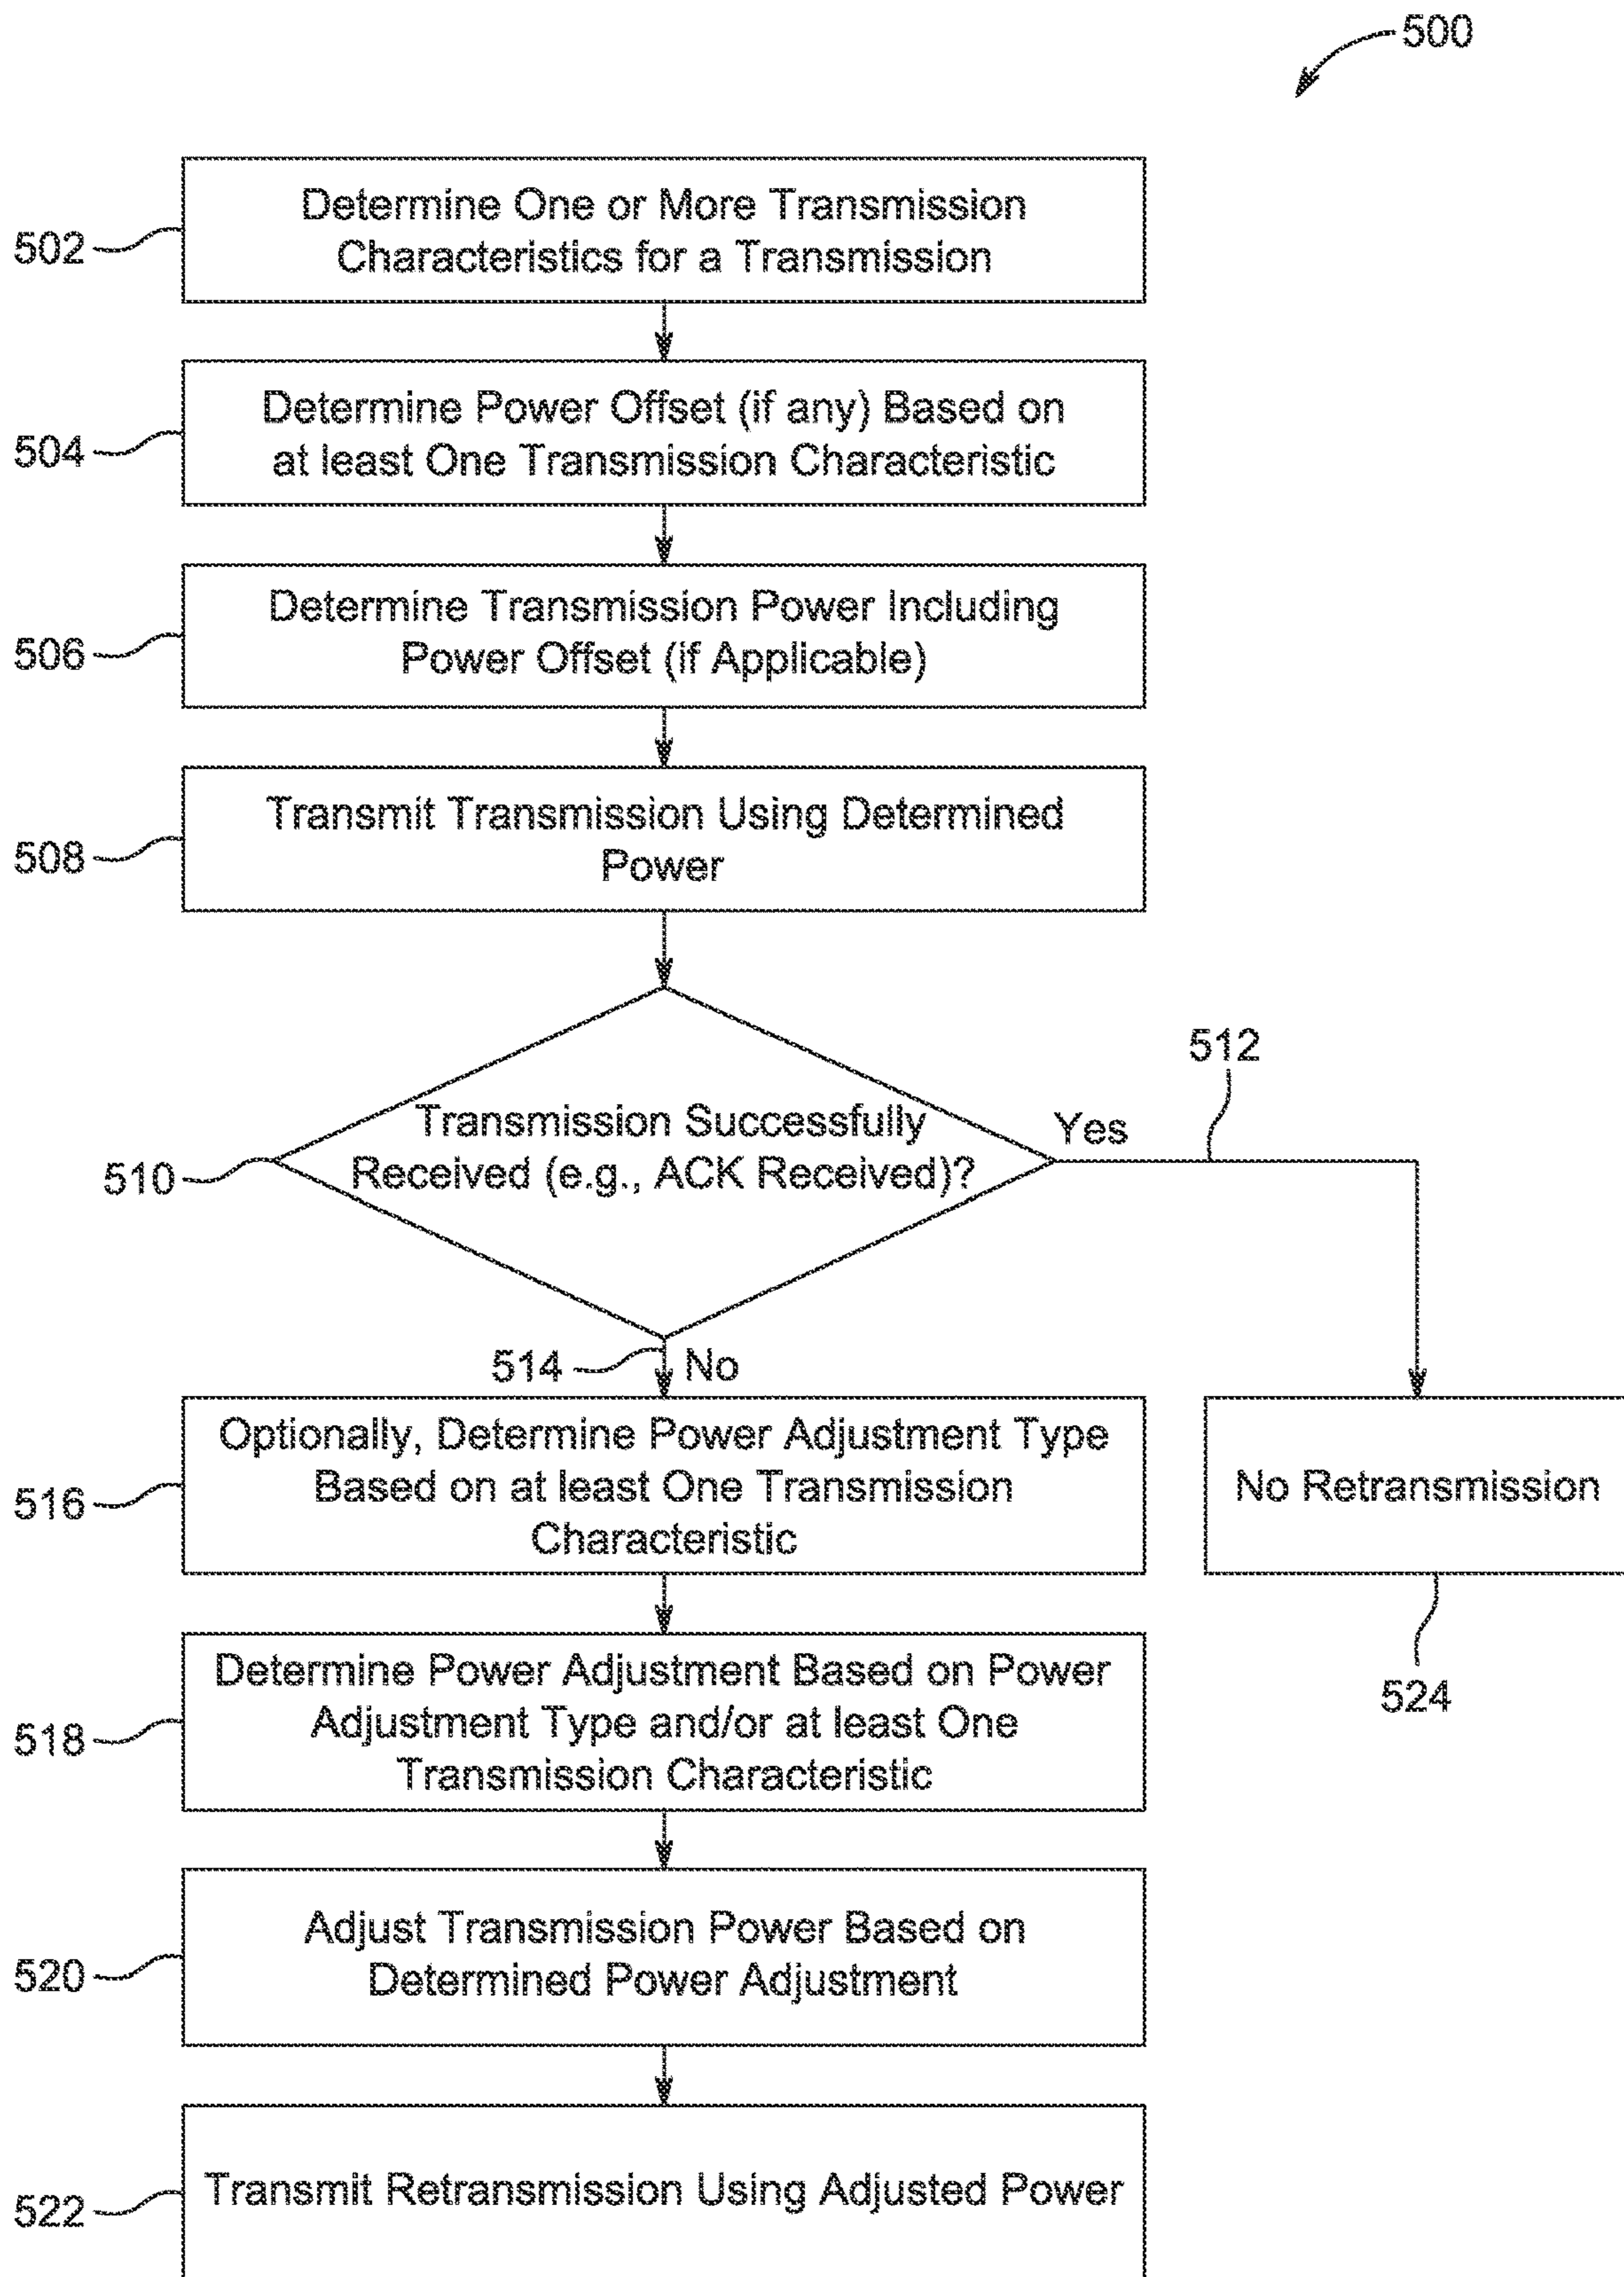 500
502
Determine One or More Transmission
Characteristics for a Transmission
504
Determine Power Offset (if any) Based on
at least One Transmission Characteristic
506
Determine Transmission Power Including
Power Offset (if Applicable)
508
Transmit Transmission Using Determined
Power
510
Transmission Successfully
Received (e.g., ACK Received)?
Yes
512
514
No
516
Optionally, Determine Power Adjustment Type
Based on at least One Transmission
Characteristic
No Retransmission
524
518
Determine Power Adjustment Based on Power
Adjustment Type and/or at least One
Transmission Characteristic
520
Adjust Transmission Power Based on
Determined Power Adjustment
522
Transmit Retransmission Using Adjusted Power